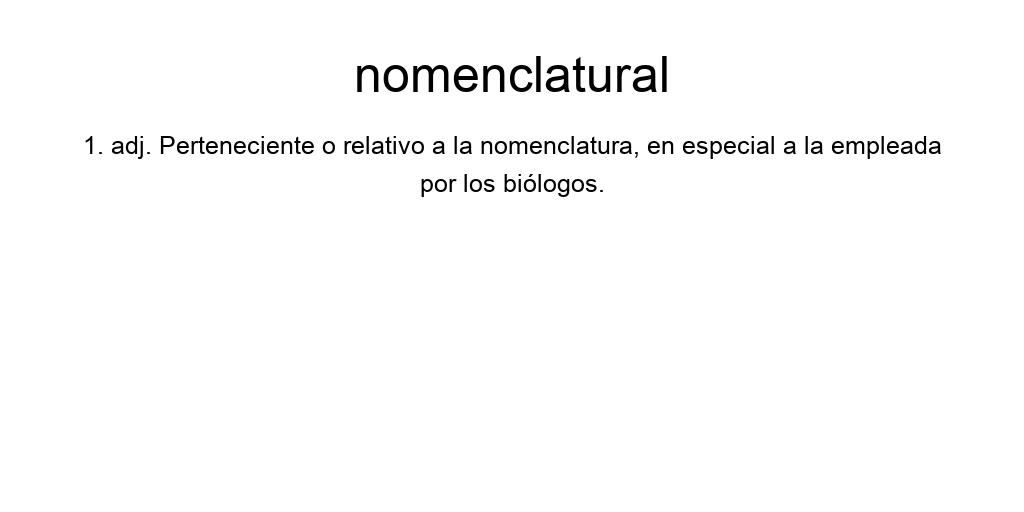 nomenclatural
1. adj. Perteneciente o relativo a la nomenclatura, en especial a la empleada
por los biólogos.